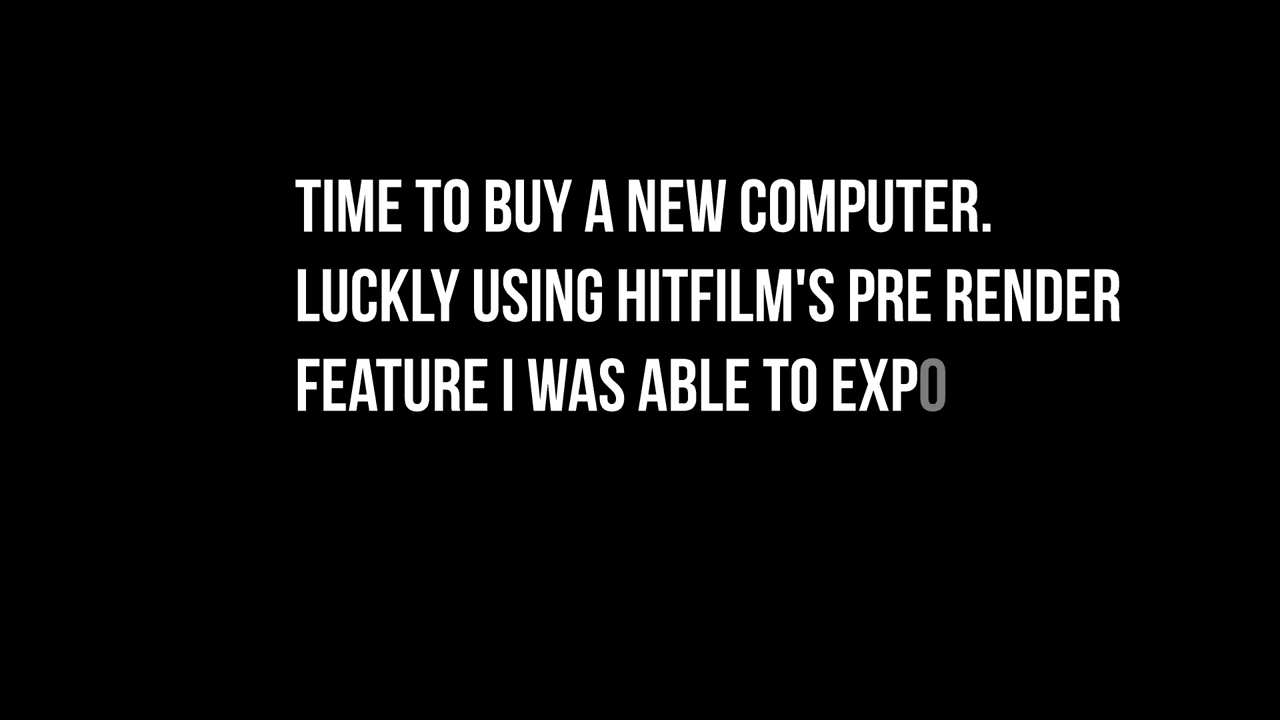 TIME TO BUY A NEW COMPUTER.
LUCKLY USING HITFILM'S PRE RENDER
FEATURE I WAS ABLE TO EXPO